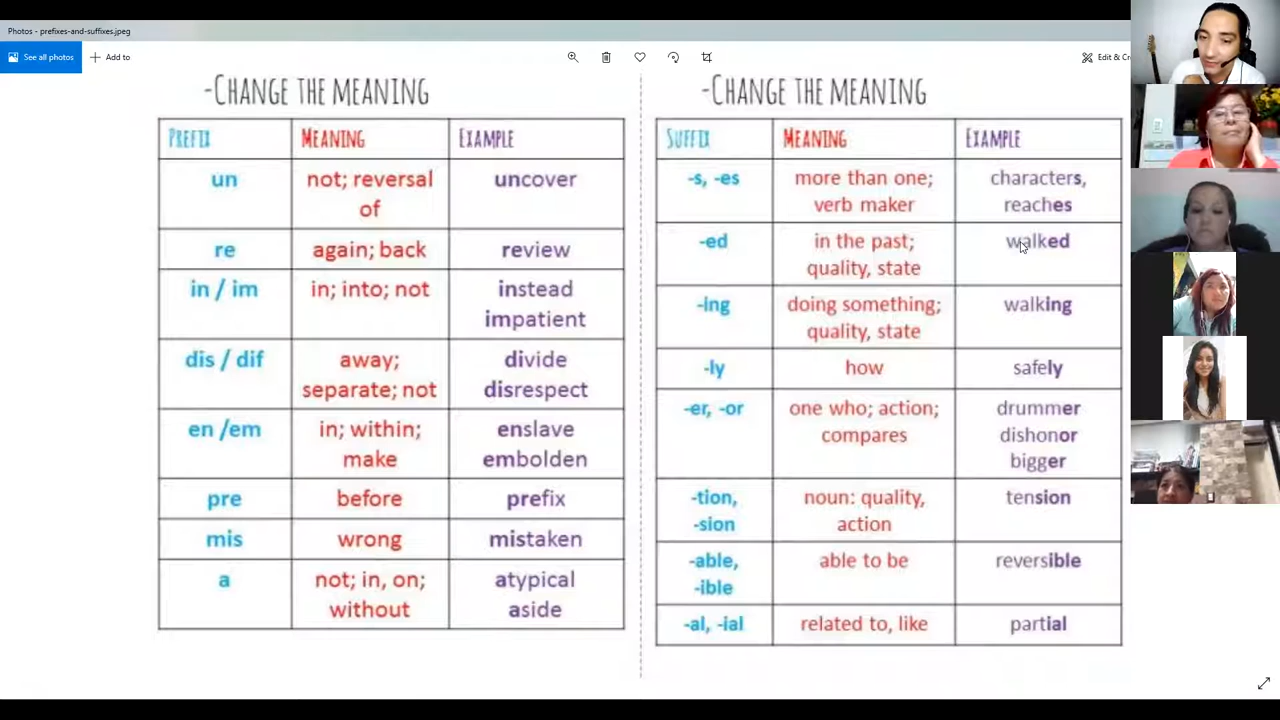 Photos - prefixes-and-suffixes.jpeg
See all photos
Add to
Edit & Cr
-CHANGE THE MEANING
PREFIX MEANING EXAMPLE
un not; reversal of uncover
re again; back review
in / im in; into; not instead
impatient
dis / dif away; separate; not divide
disrespect
en /em in; within; make enslave
embolden
pre before prefix
mis wrong mistaken
a not; in, on; without atypical
aside
-CHANGE THE MEANING
SUFFIX MEANING EXAMPLE
-s, -es more than one; verb maker characters, reaches
-ed in the past; quality, state walked
-ing doing something; quality, state walking
-ly how safely
-er, -or one who; action; compares drummer
dishonor
bigger
-tion, -sion noun: quality, action tension
-able, -ible able to be reversible
-al, -ial related to, like partial